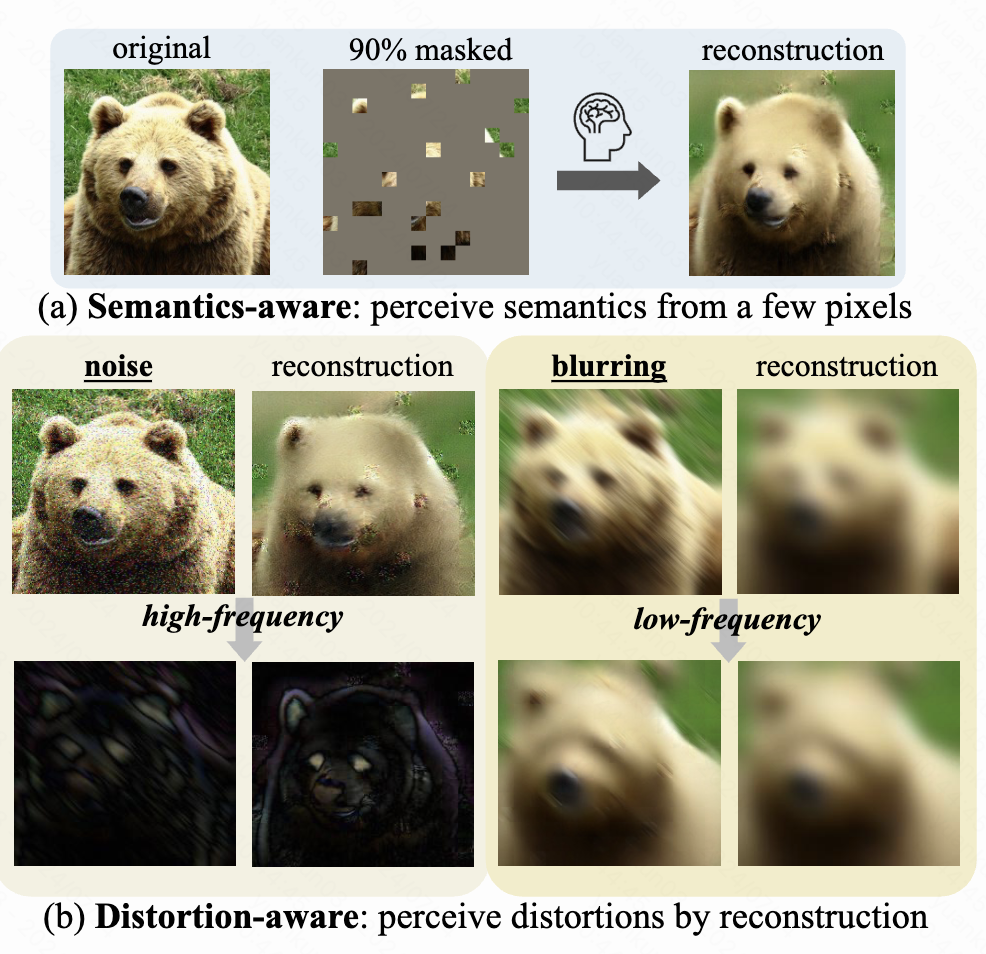 original 90% masked reconstruction
(a) Semantics-aware: perceive semantics from a few pixels
noise reconstruction blurring reconstruction
high-frequency low-frequency
(b) Distortion-aware: perceive distortions by reconstruction